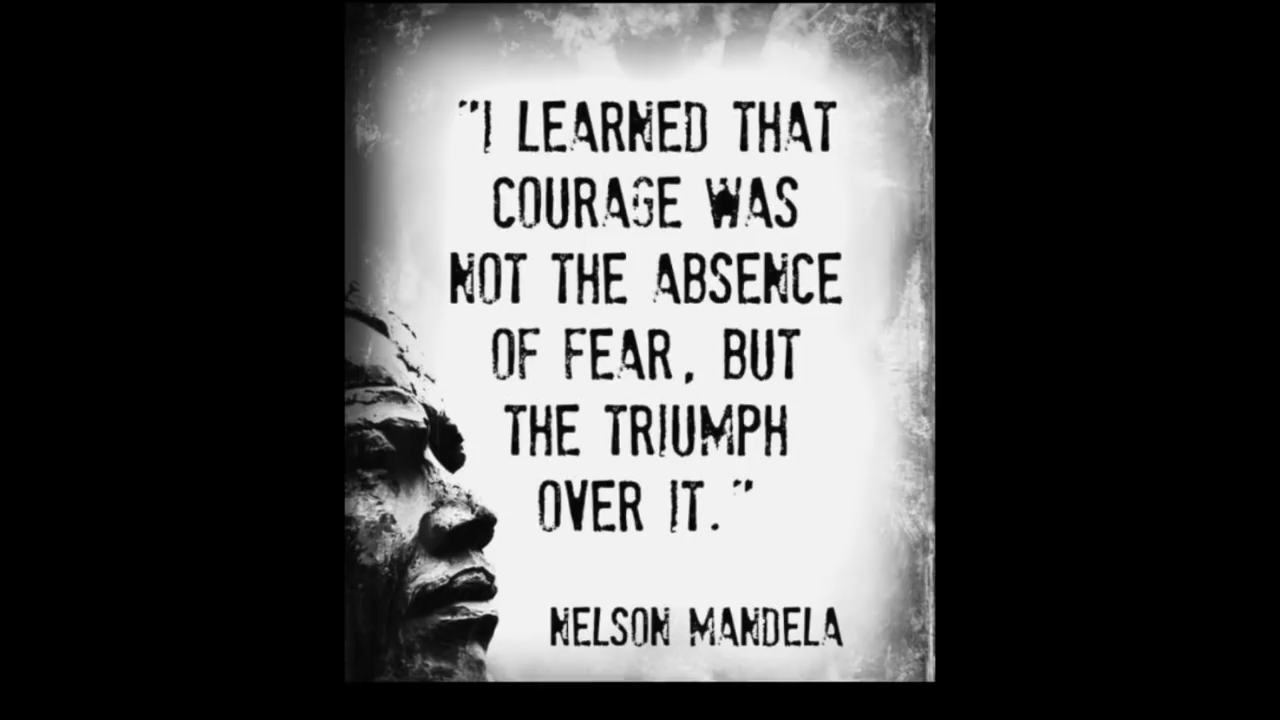 "I LEARNED THAT
COURAGE WAS
NOT THE ABSENCE
OF FEAR, BUT
THE TRIUMPH
OVER IT."
NELSON MANDELA